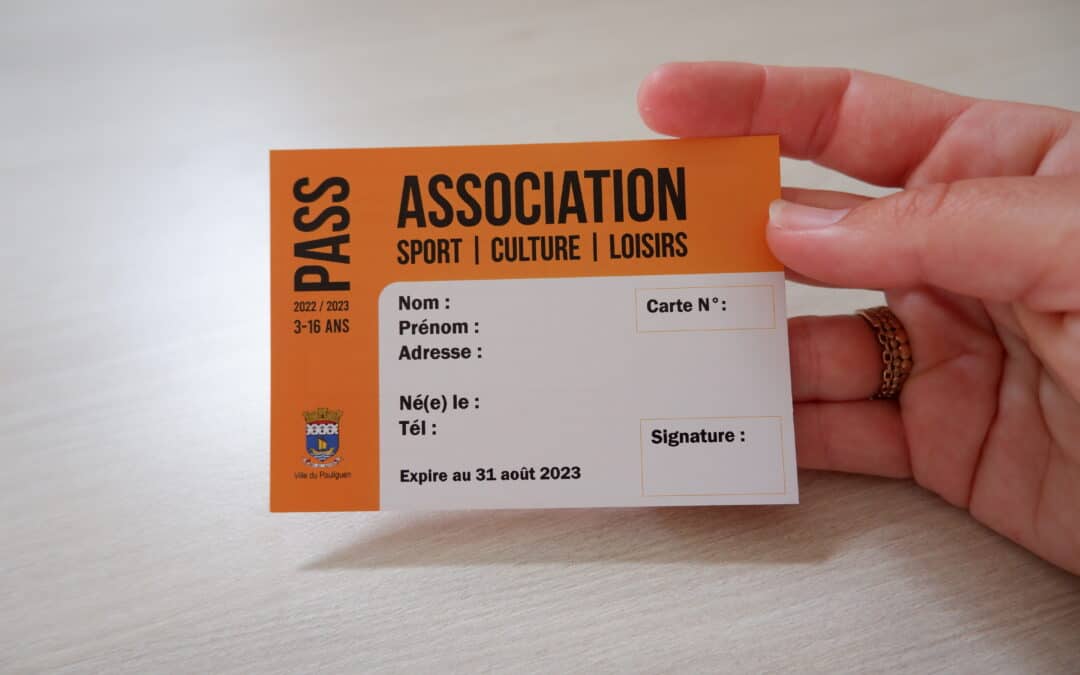 PASS
2022 / 2023
3-16 ANS
Ville du Pouliguen
ASSOCIATION
SPORT | CULTURE | LOISIRS
Nom :
Prénom :
Adresse :
Né(e) le :
Tél :
Expire au 31 août 2023
Carte N°:
Signature :